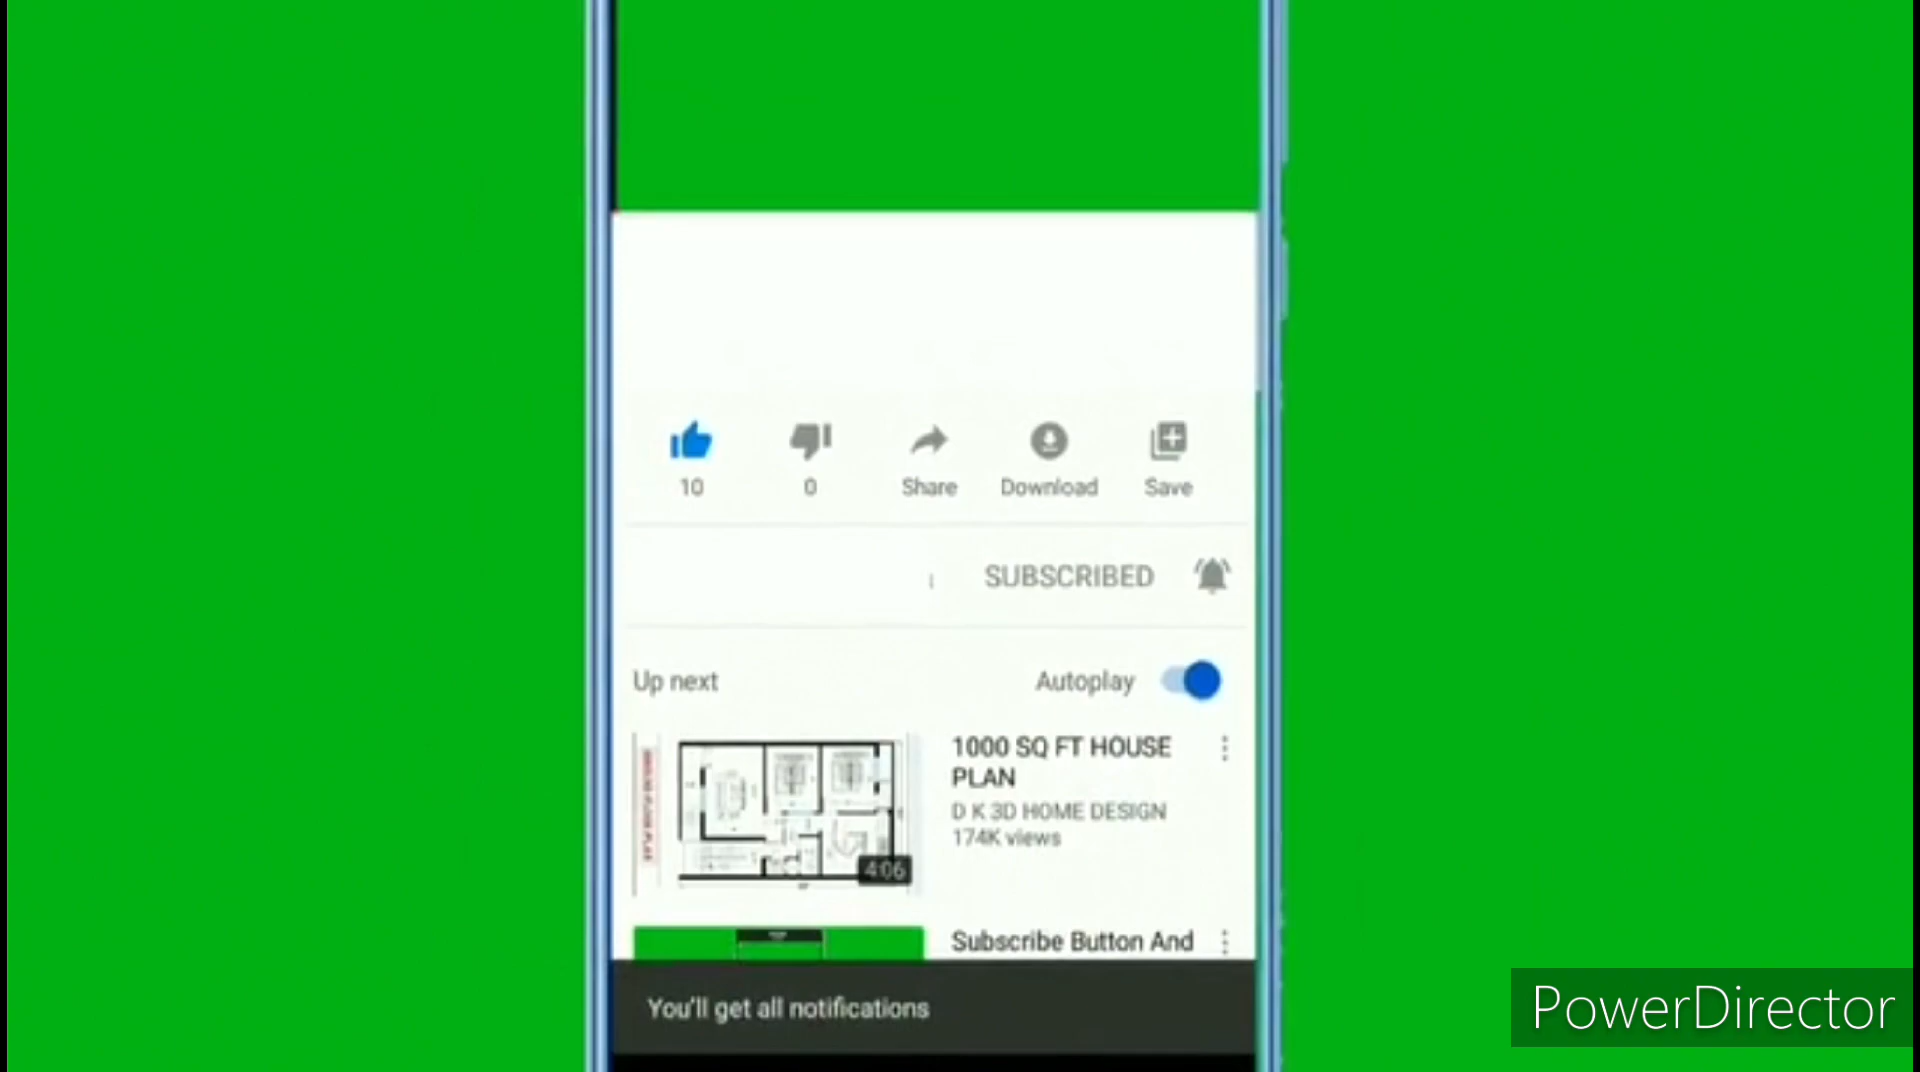 10
0
Share
Download
Save
SUBSCRIBED
Up next
Autoplay
1000 SQ FT HOUSE
PLAN
D K 3D HOME DESIGN
174K views
4:06
Subscribe Button And
You'll get all notifications
PowerDirector